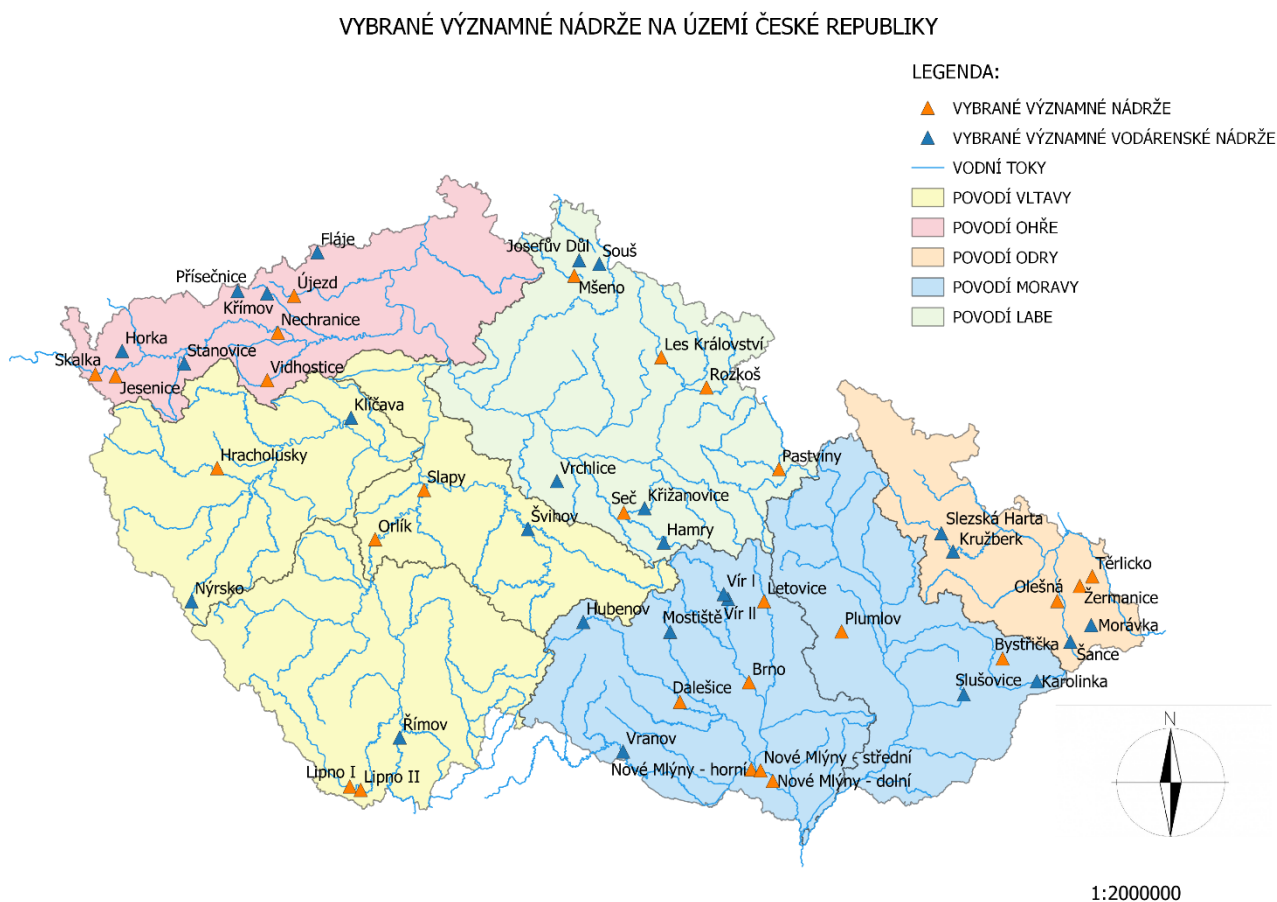 VYBRANÉ VÝZNAMNÉ NÁDRŽE NA ÚZEMÍ ČESKÉ REPUBLIKY
LEGENDA:
VYBRANÉ VÝZNAMNÉ NÁDRŽE
VYBRANÉ VÝZNAMNÉ VODÁRENSKÉ NÁDRŽE
VODNÍ TOKY
POVODÍ VLTAVY
POVODÍ OHŘE
POVODÍ ODRY
POVODÍ MORAVY
POVODÍ LABE
Fláje
Josefův Důl
Souš
Přísečnice
Újezd
Mšeno
Křímov
Nechranice
Horka
Stanovice
Les Království
Skalka
Jesenice
Vidhostice
Rozkoš
Klíčava
Hracholusky
Slapy
Vrchlice
Pastviny
Seč
Křižanovice
Orlík
Švihov
Hamry
Slezská Harta
Kružberk
Těrlicko
Olešná
Žermanice
Nýrsko
Hubenov
Mostiště
Vír I
Vír II
Letovice
Plumlov
Morávka
Bystřička
Šance
Brno
Dalešice
Slušovice
Karolinka
Římov
Vranov
Nové Mlýny - střední
Nové Mlýny - horní
Nové Mlýny - dolní
Lipno I
Lipno II
N
1:2000000